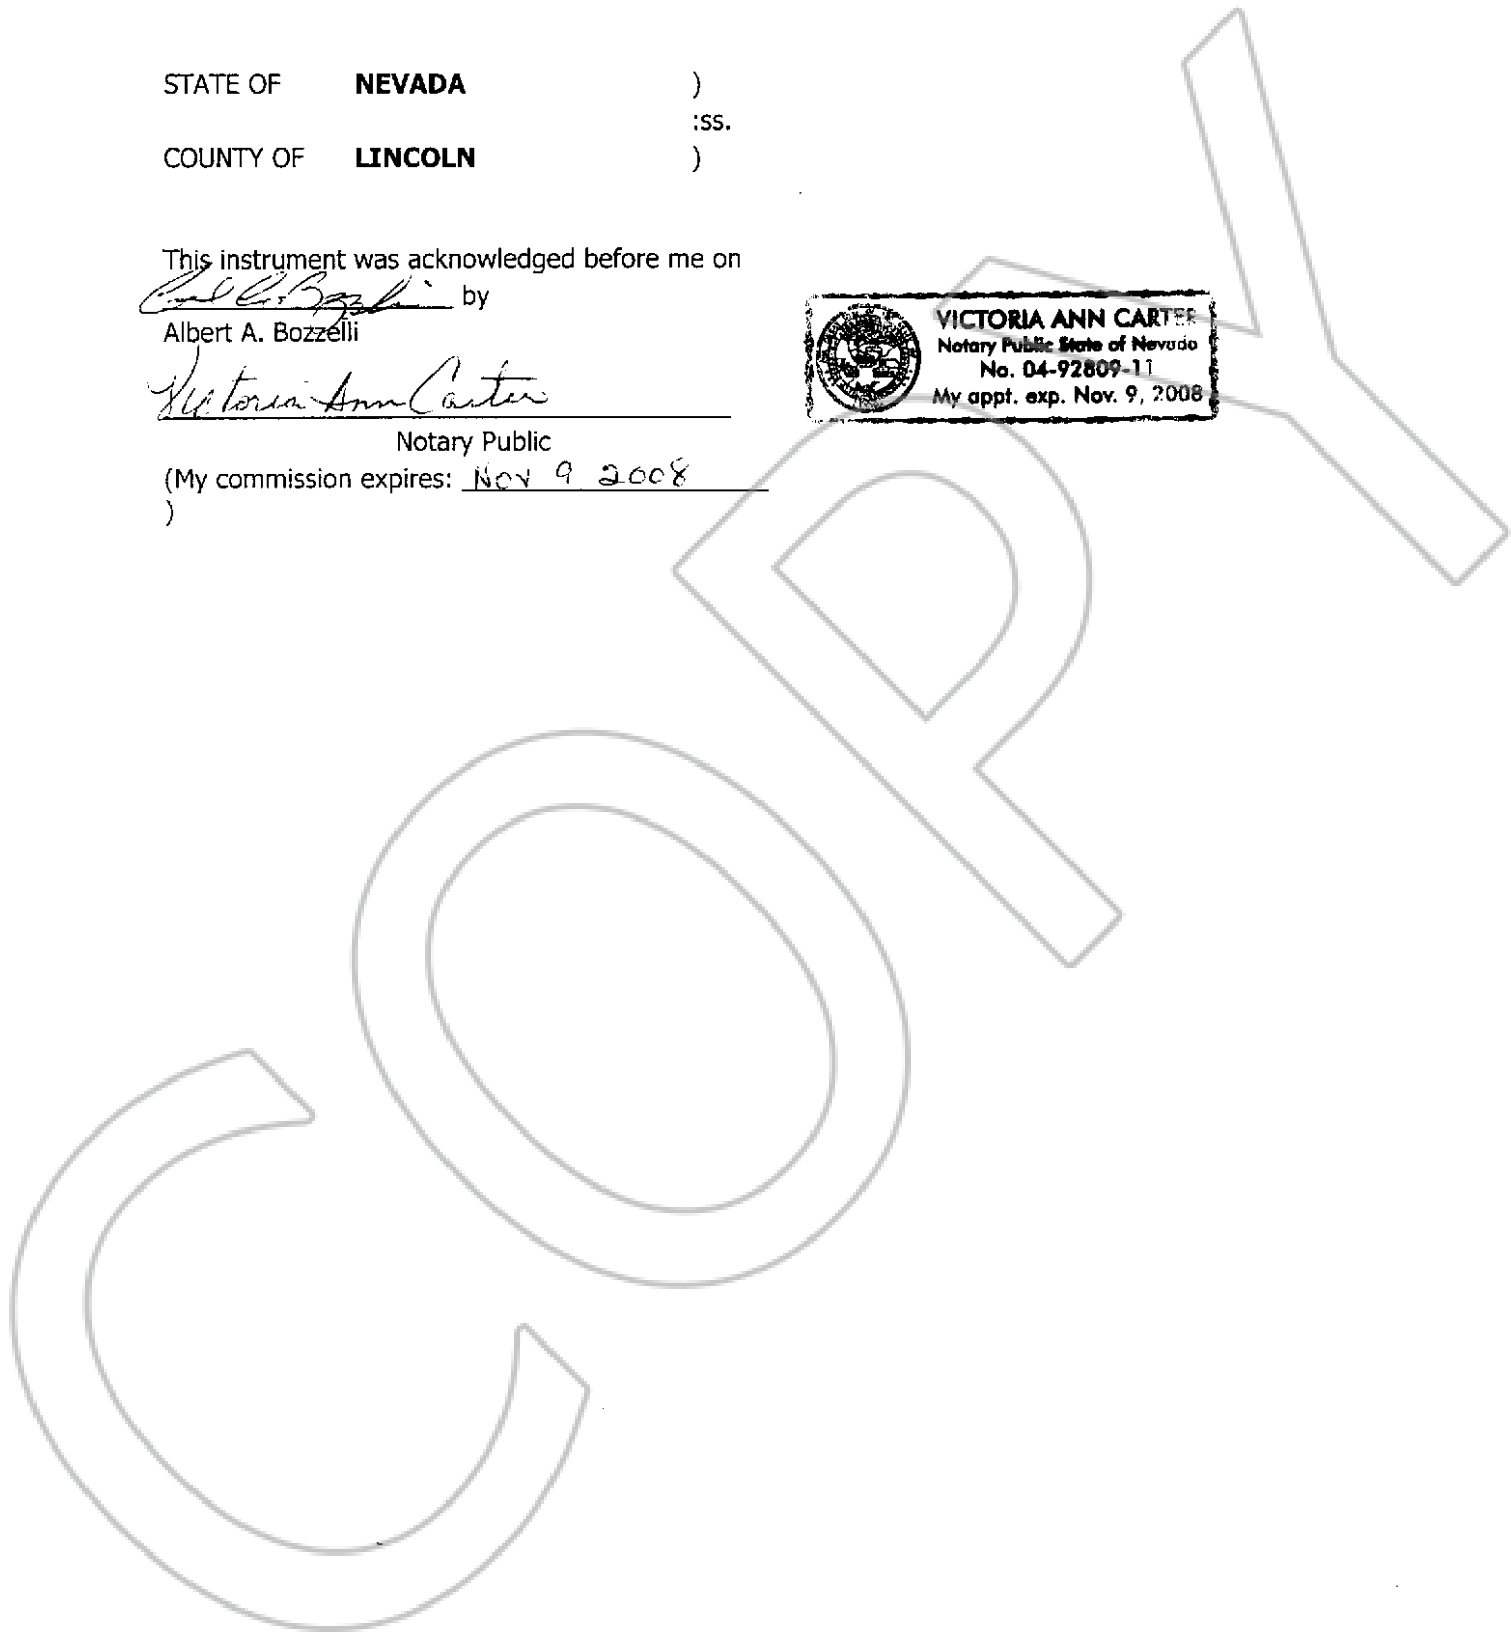 STATE OF NEVADA )
:ss.
COUNTY OF LINCOLN )
This instrument was acknowledged before me on
by
Albert A. Bozzelli
Victoria Ann Carter
Notary Public
(My commission expires: Nov 9 2008
)
VICTORIA ANN CARTER
Notary Public State of Nevada
No. 04-92809-11
My appt. exp. Nov. 9, 2008
COPY